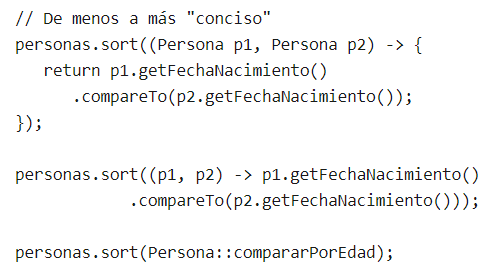 // De menos a más "conciso"
personas.sort((Persona p1, Persona p2) -> {
   return p1.getFechaNacimiento()
      .compareTo(p2.getFechaNacimiento());
});

personas.sort((p1, p2) -> p1.getFechaNacimiento()
            .compareTo(p2.getFechaNacimiento()));

personas.sort(Persona::compararPorEdad);